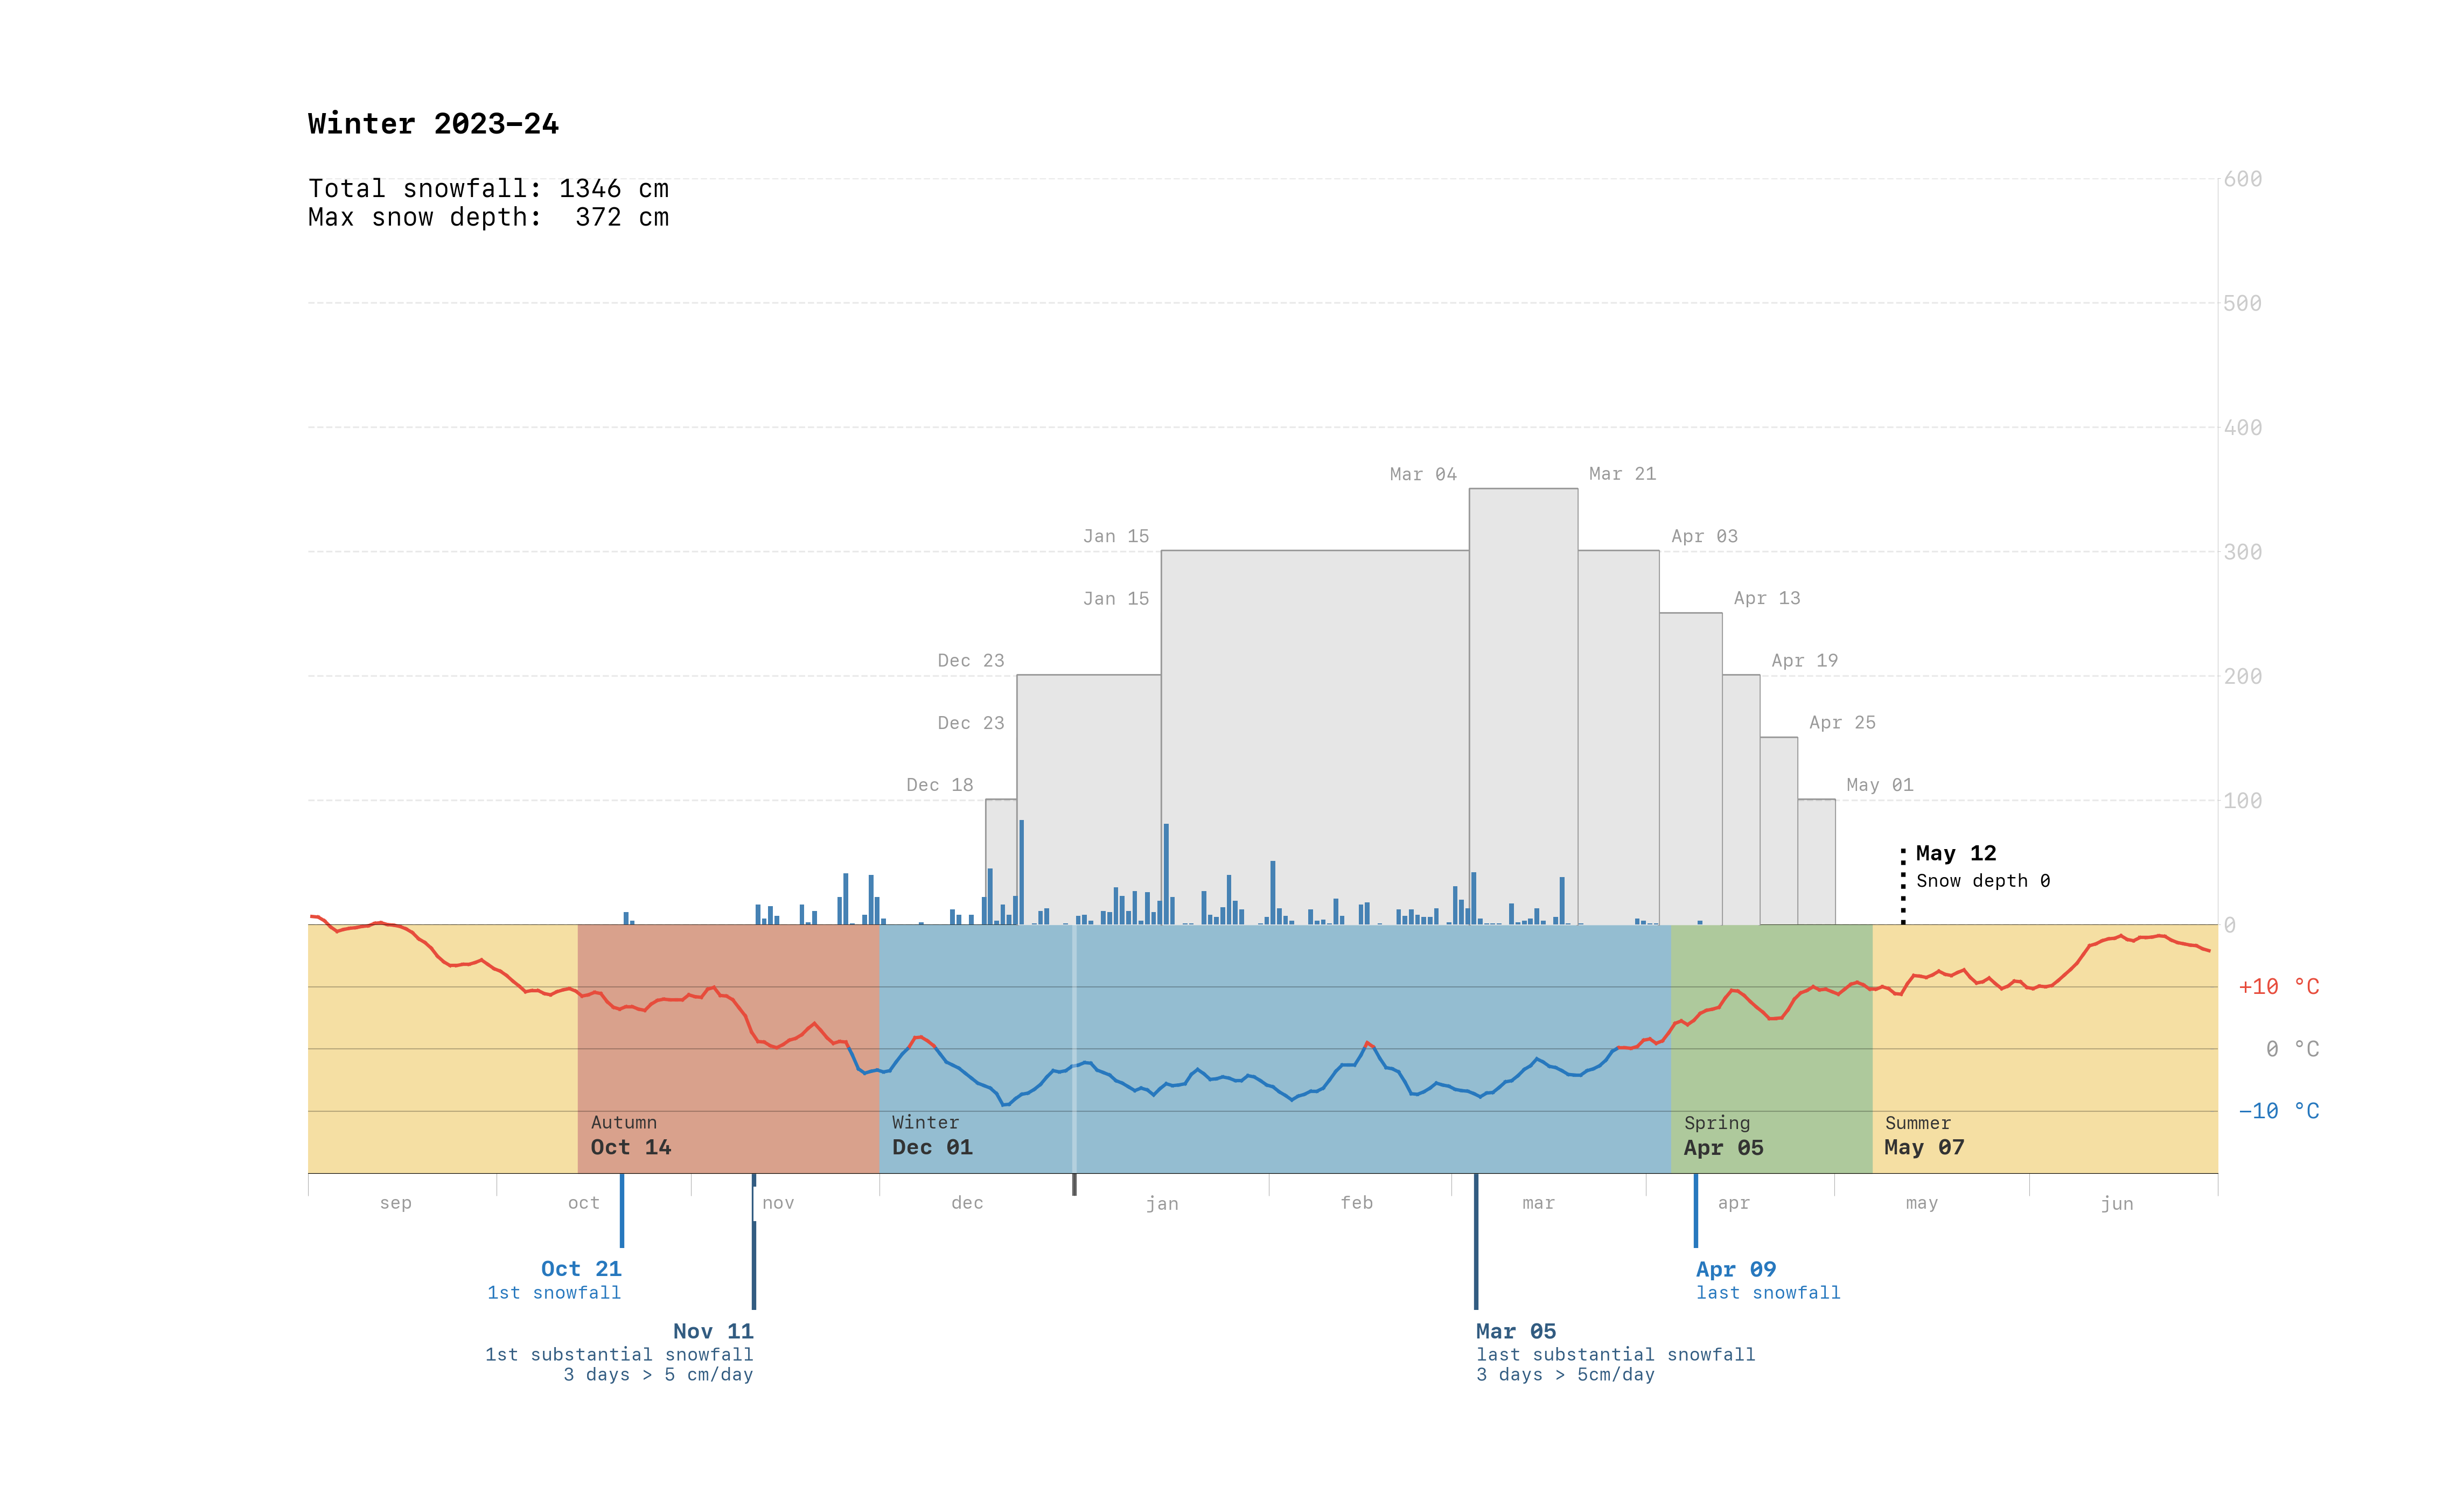 Winter 2023–24
Total snowfall: 1346 cm
Max snow depth: 372 cm
600
500
400
Mar 04
Mar 21
Jan 15
Apr 03
300
Jan 15
Apr 13
Dec 23
Apr 19
200
Dec 23
Apr 25
Dec 18
May 01
100
May 12
Snow depth 0
0
+10 °C
0 °C
−10 °C
Autumn
Oct 14
Winter
Dec 01
Spring
Apr 05
Summer
May 07
sep
oct
nov
dec
jan
feb
mar
apr
may
jun
Oct 21
1st snowfall
Apr 09
last snowfall
Nov 11
1st substantial snowfall
3 days > 5 cm/day
Mar 05
last substantial snowfall
3 days > 5cm/day